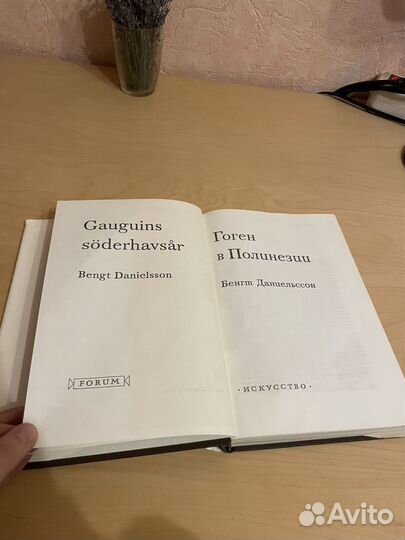 Gauguins
söderhavsår
Bengt Danielsson
FORUM
Гоген
в Полинезии
Бенгт Даниельссон
· ИСКУССТВО ·
Avito